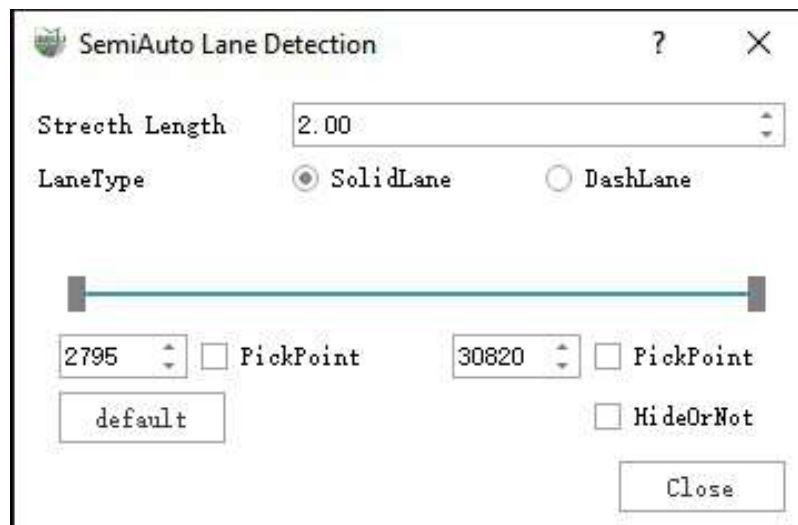 SemiAuto Lane Detection ? ×
Strecth Length 2.00
LaneType SolidLane DashLane
2795 PickPoint 30820 PickPoint
default HideOrNot
Close